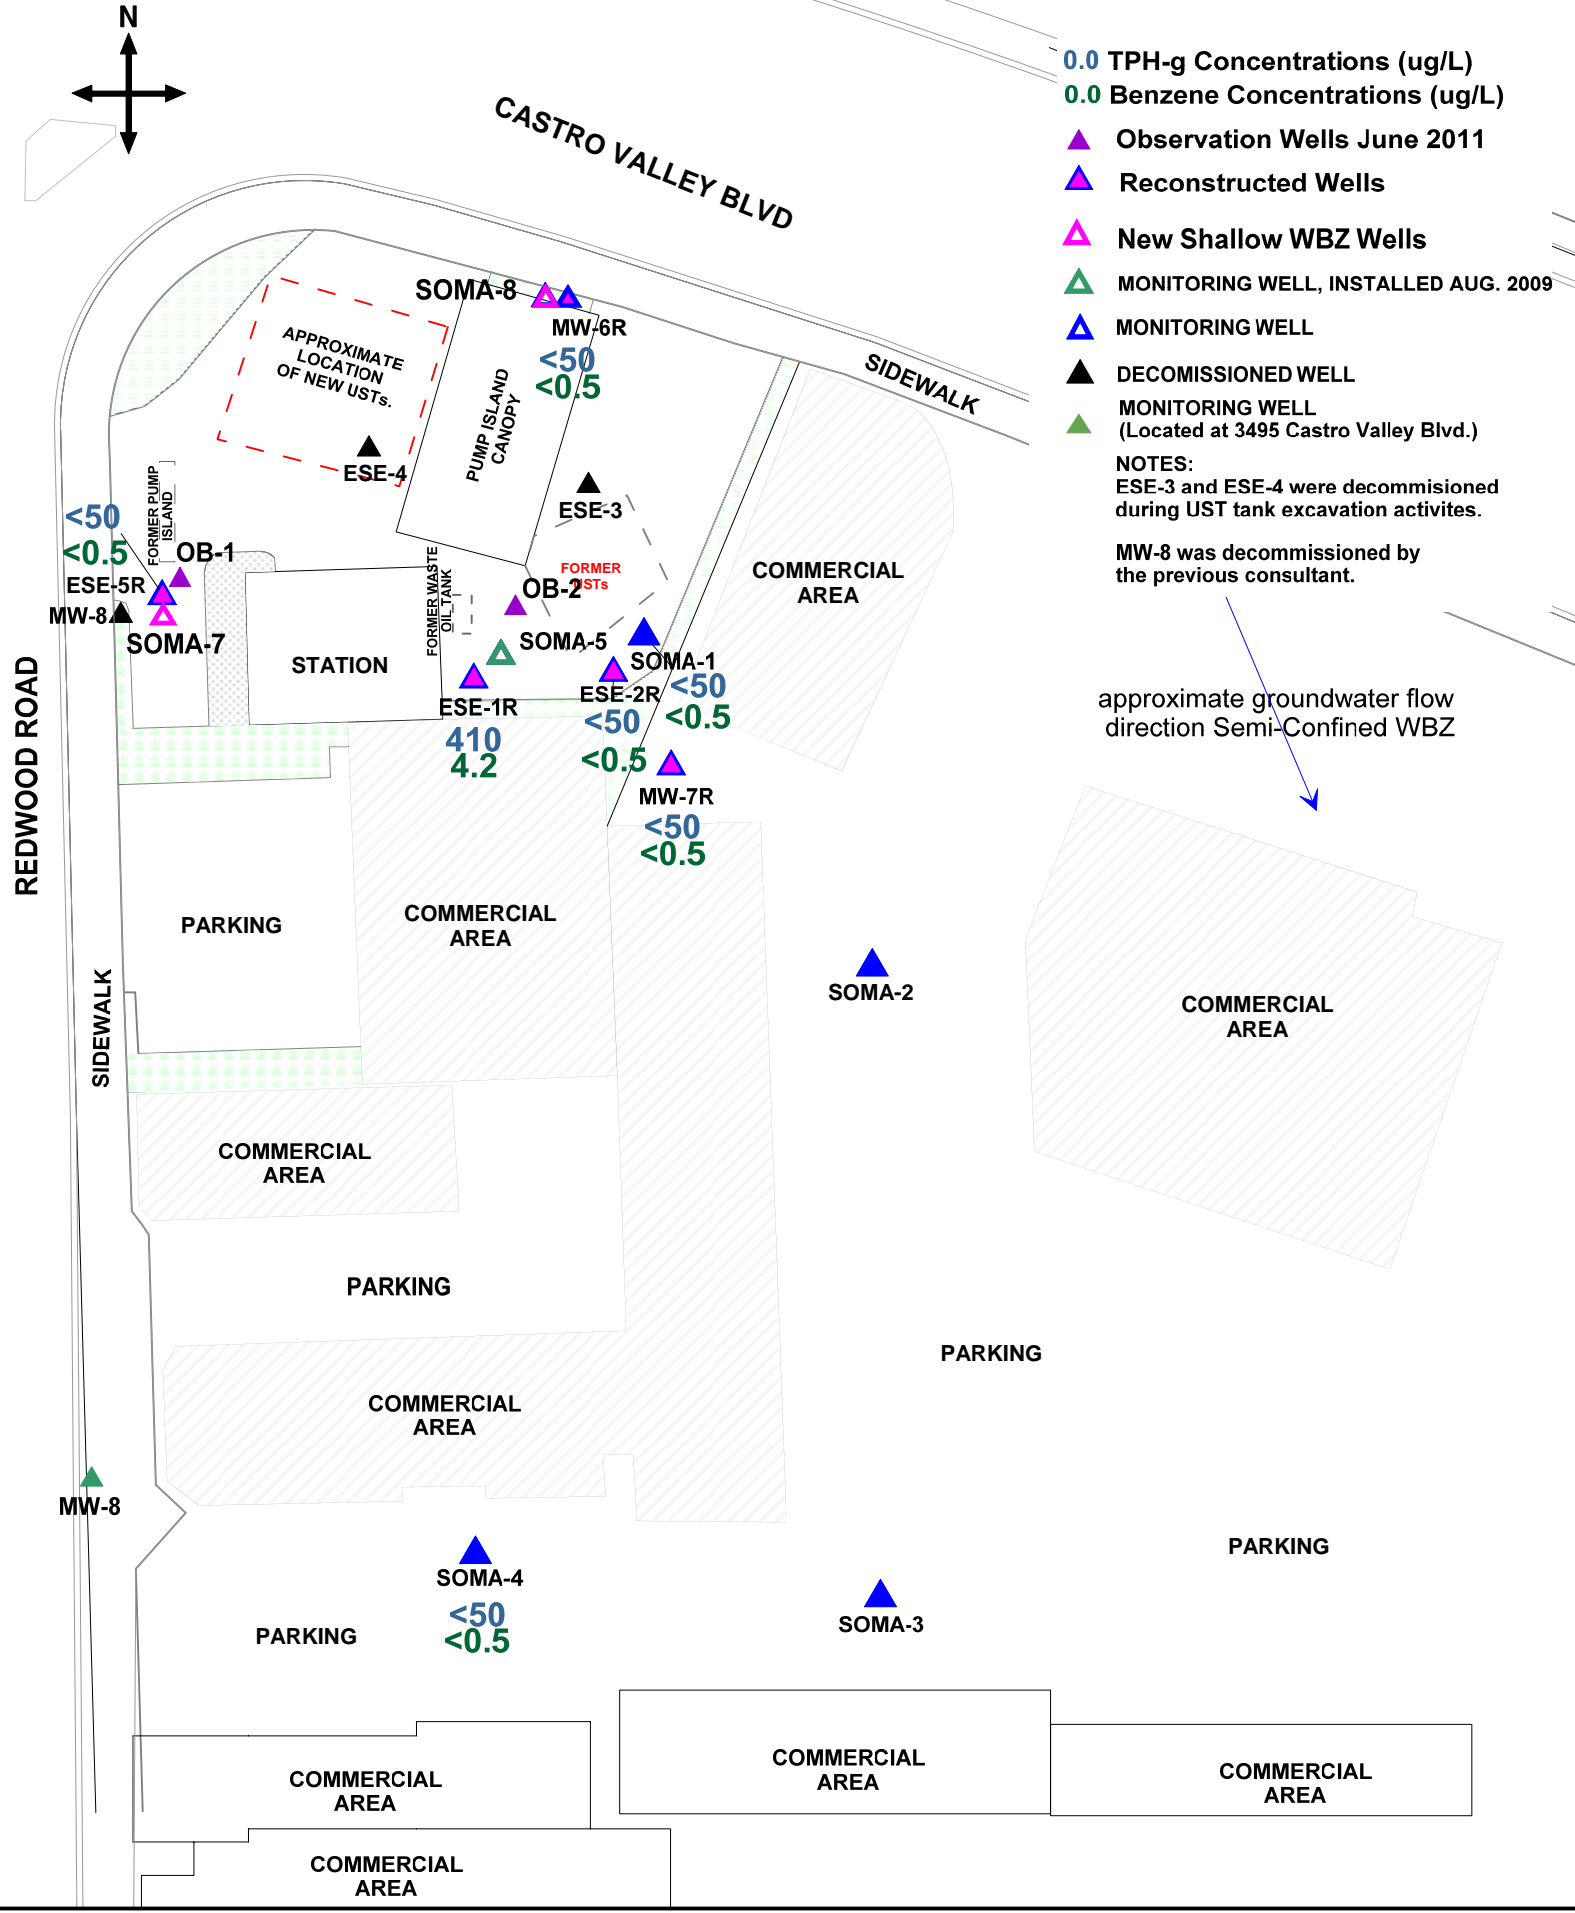 N
CASTRO VALLEY BLVD
0.0 TPH-g Concentrations (ug/L)
0.0 Benzene Concentrations (ug/L)
Observation Wells June 2011
Reconstructed Wells
New Shallow WBZ Wells
MONITORING WELL, INSTALLED AUG. 2009
MONITORING WELL
DECOMISSIONED WELL
MONITORING WELL
(Located at 3495 Castro Valley Blvd.)
NOTES:
ESE-3 and ESE-4 were decommisioned
during UST tank excavation activites.
MW-8 was decommissioned by
the previous consultant.
approximate groundwater flow
direction Semi-Confined WBZ
SOMA-8
MW-6R
<50
<0.5
SIDEWALK
APPROXIMATE
LOCATION
OF NEW USTs.
PUMP ISLAND
CANOPY
ESE-4
ESE-3
FORMER PUMP
ISLAND
<50
<0.5
OB-1
ESE-5R
MW-8
SOMA-7
FORMER WASTE
OIL TANK
FORMER
USTs
OB-2
SOMA-5
SOMA-1
<50
<0.5
STATION
ESE-1R
410
4.2
ESE-2R
<50
<0.5
MW-7R
<50
<0.5
COMMERCIAL
AREA
REDWOOD ROAD
PARKING
COMMERCIAL
AREA
SOMA-2
COMMERCIAL
AREA
SIDEWALK
COMMERCIAL
AREA
PARKING
PARKING
COMMERCIAL
AREA
MW-8
SOMA-4
<50
<0.5
PARKING
SOMA-3
PARKING
COMMERCIAL
AREA
COMMERCIAL
AREA
COMMERCIAL
AREA
COMMERCIAL
AREA